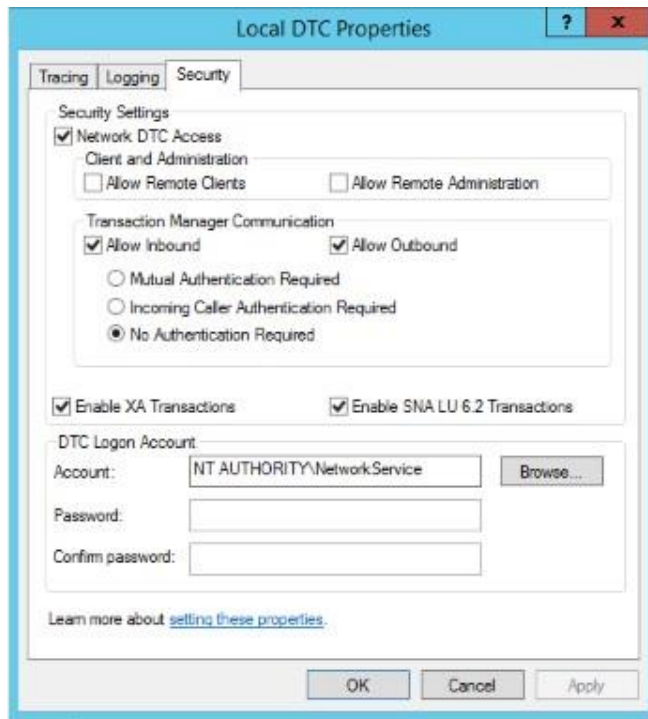 Local DTC Properties
? x
Tracing Logging Security
Security Settings
Network DTC Access
Client and Administration
Allow Remote Clients Allow Remote Administration
Transaction Manager Communication
Allow Inbound Allow Outbound
Mutual Authentication Required
Incoming Caller Authentication Required
No Authentication Required
Enable XA Transactions Enable SNA LU 6.2 Transactions
DTC Logon Account
Account: NT AUTHORITY\NetworkService Browse...
Password:
Confirm password:
Learn more about setting these properties.
OK Cancel Apply